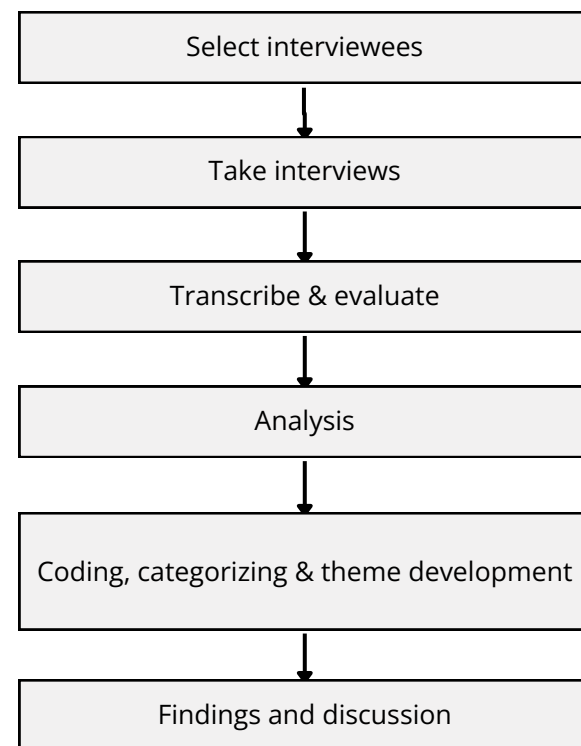 Select interviewees
Take interviews
Transcribe & evaluate
Analysis
Coding, categorizing & theme development
Findings and discussion